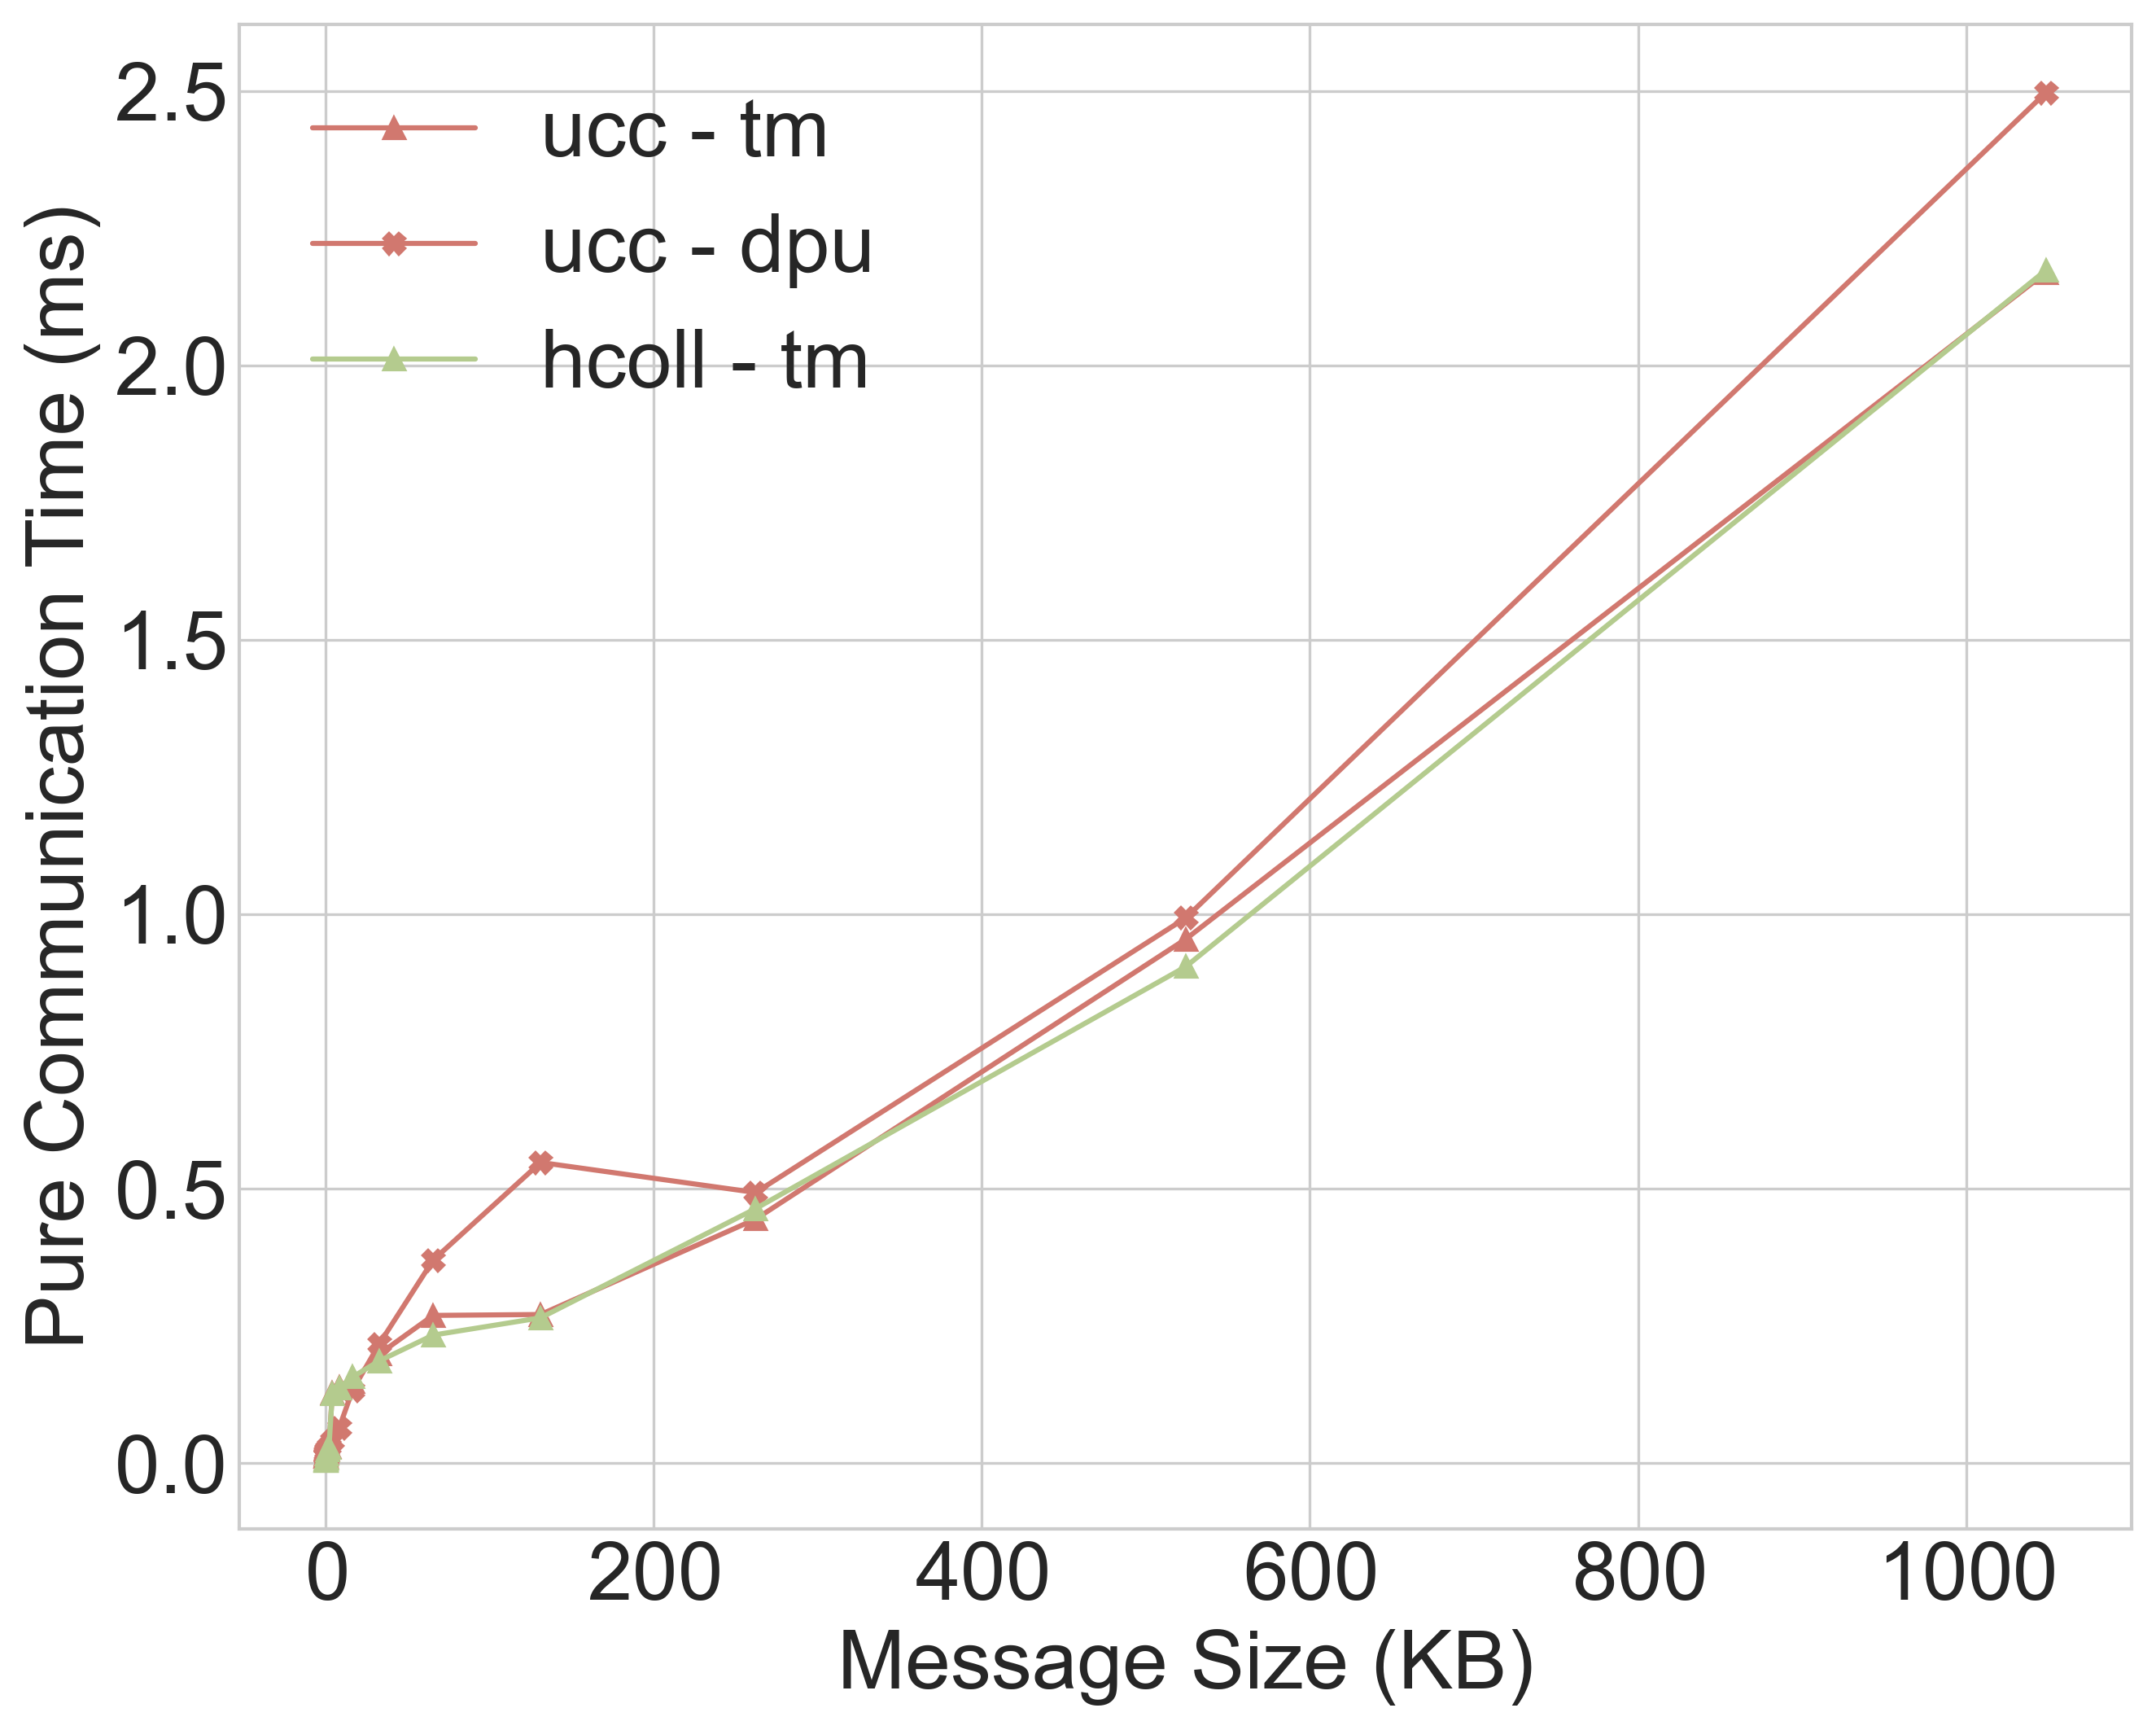 Pure Communication Time (ms)
2.5
2.0
1.5
1.0
0.5
0.0
ucc - tm
ucc - dpu
hcoll - tm
0 200 400 600 800 1000
Message Size (KB)